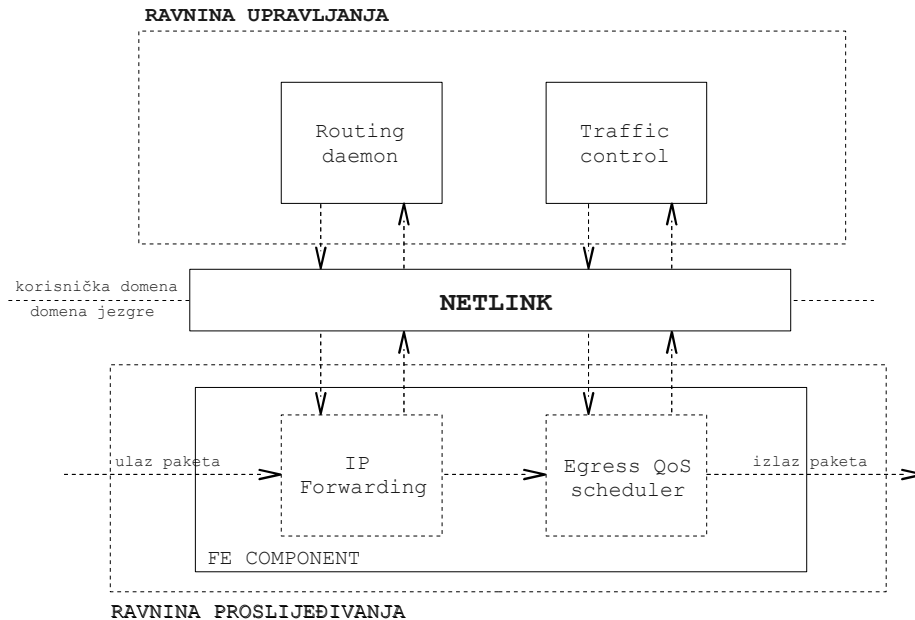 RAVNINA UPRAVLJANJA
Routing
daemon
Traffic
control
korisnička domena
domena jezgre
NETLINK
ulaz paketa
IP
Forwarding
Egress QoS
scheduler
izlaz paketa
FE COMPONENT
RAVNINA PROSLIJEĐIVANJA